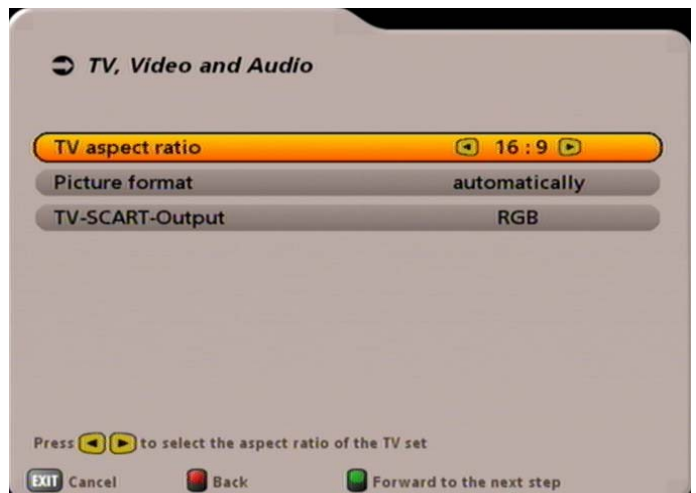 TV, Video and Audio
TV aspect ratio 16 : 9
Picture format automatically
TV-SCART-Output RGB
Press to select the aspect ratio of the TV set
EXIT Cancel Back Forward to the next step